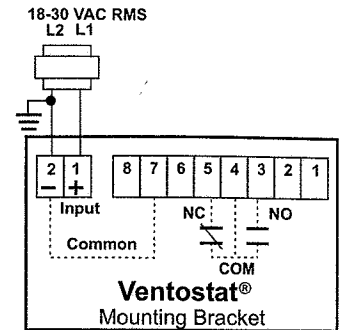 18-30 VAC RMS
L2 L1
2 1 8 7 6 5 4 3 2 1
− +
Input
NC NO
Common
COM
Ventostat®
Mounting Bracket